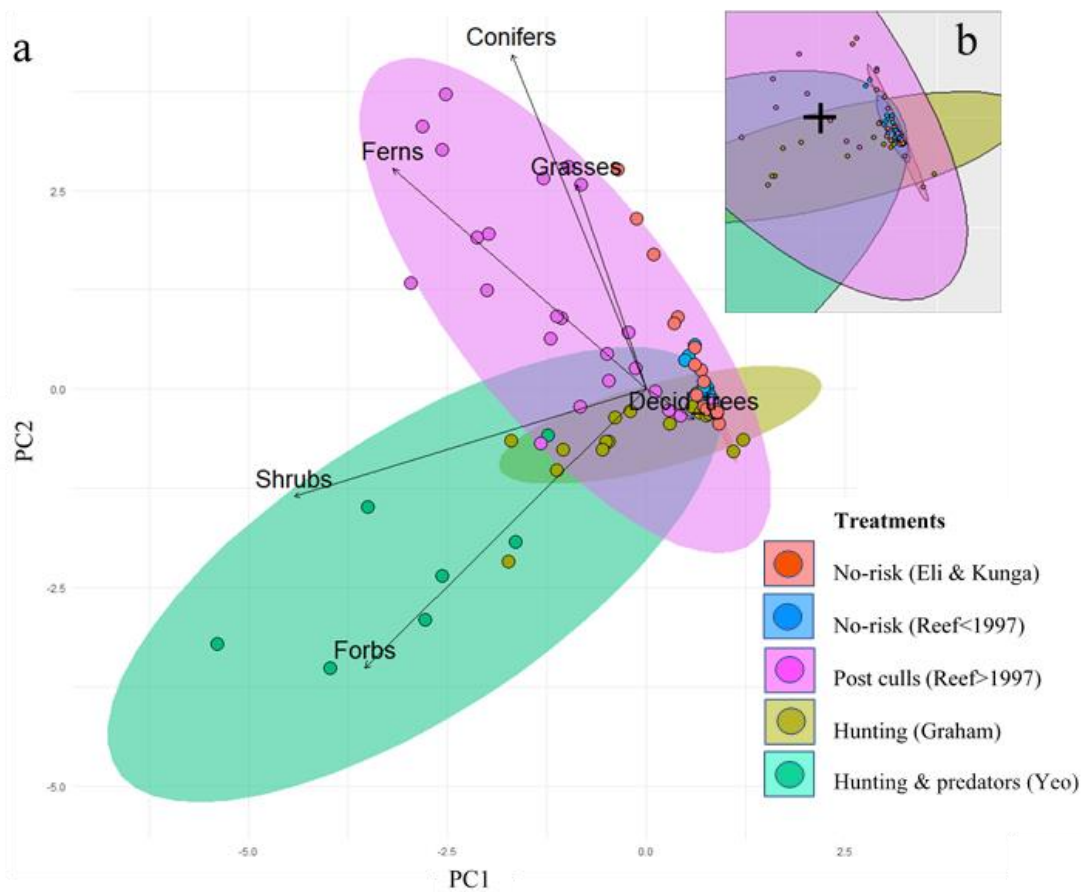 a
b
Conifers
Ferns
Grasses
Decid_trees
Shrubs
Forbs
2.5
0.0
-2.5
-5.0
PC2
-5.0
-2.5
0.0
2.5
PC1
Treatments
No-risk (Eli & Kunga)
No-risk (Reef<1997)
Post culls (Reef>1997)
Hunting (Graham)
Hunting & predators (Yeo)